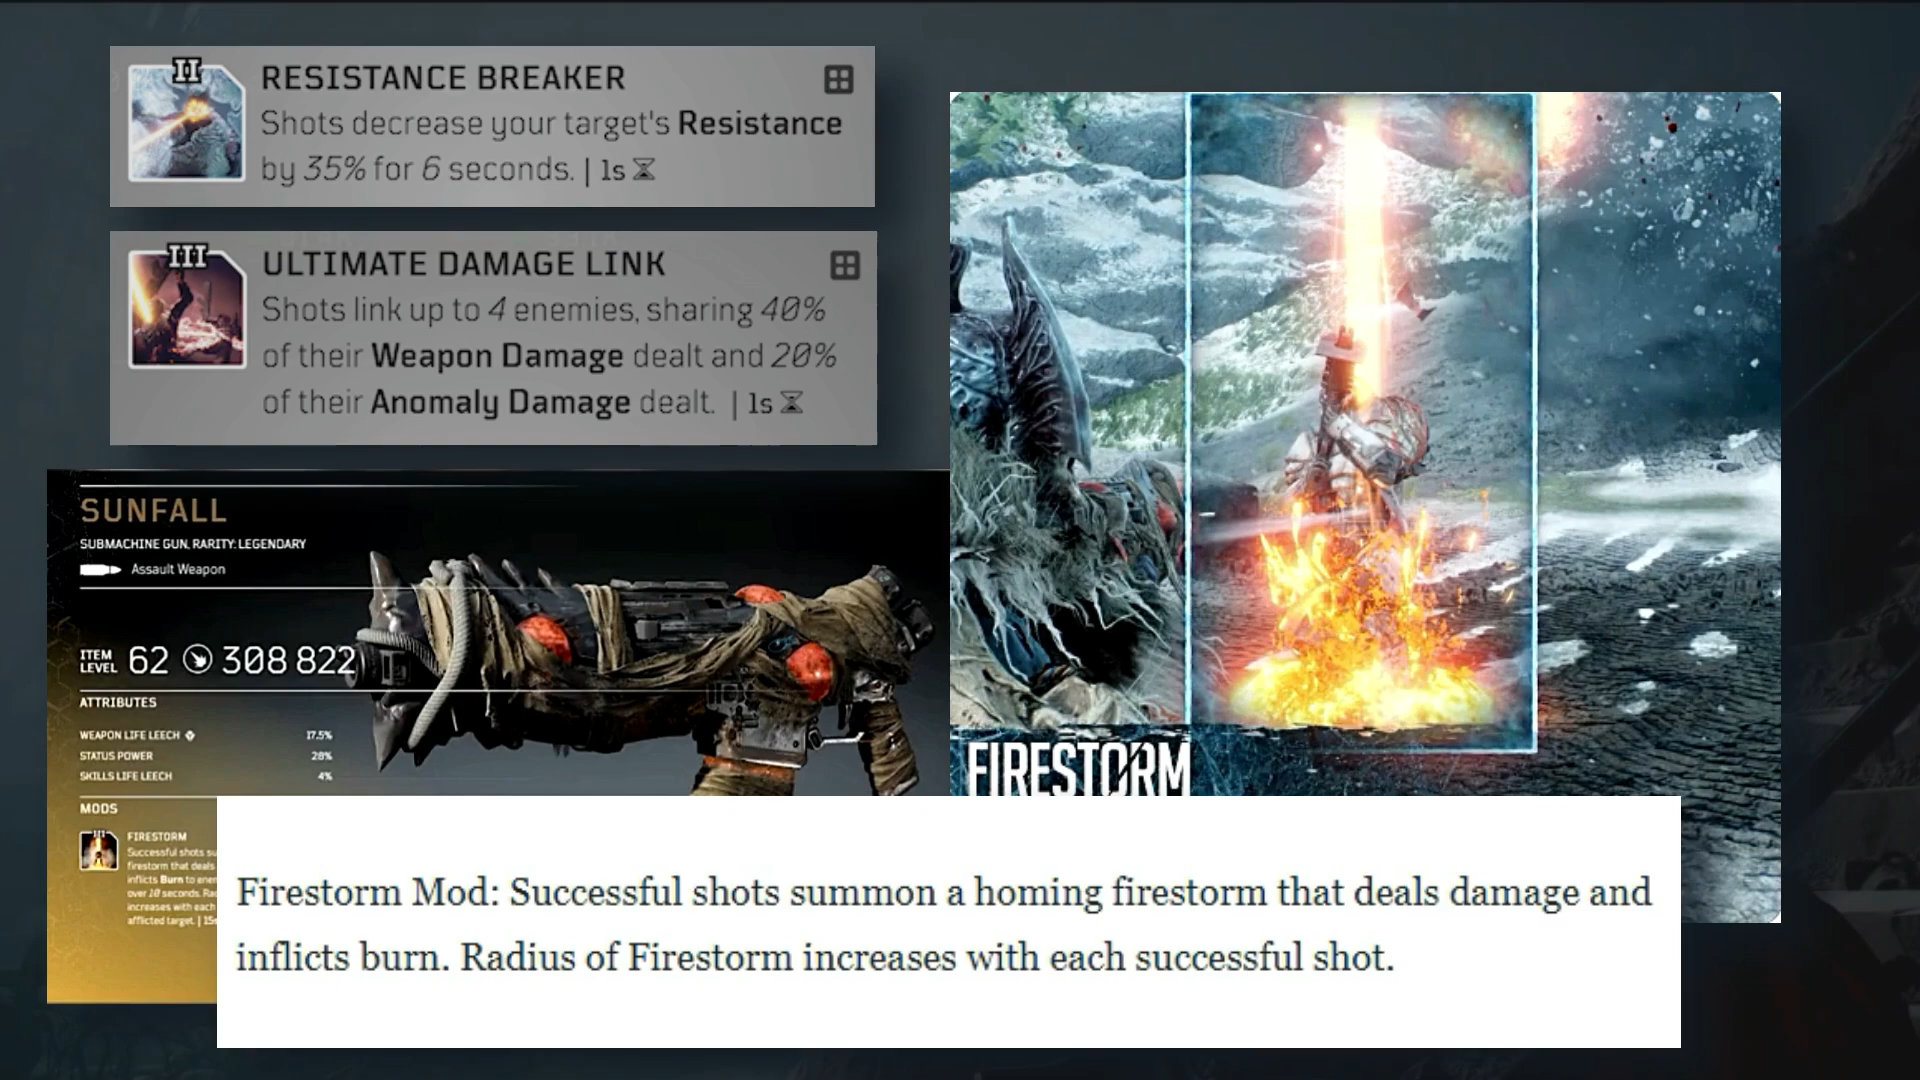 II
RESISTANCE BREAKER
Shots decrease your target's Resistance
by 35% for 6 seconds. | 1s
III
ULTIMATE DAMAGE LINK
Shots link up to 4 enemies, sharing 40%
of their Weapon Damage dealt and 20%
of their Anomaly Damage dealt. | 1s
SUNFALL
SUBMACHINE GUN, RARITY: LEGENDARY
Assault Weapon
ITEM LEVEL 62 308 822
ATTRIBUTES
WEAPON LIFE LEECH 17.5%
STATUS POWER 28%
SKILLS LIFE LEECH 4%
MODS
III
FIRESTORM
Successful shots su
firestorm that deals
inflicts Burn to ene
over 10 seconds. Ra
increases with each
afflicted target. | 15s
FIRESTORM
Firestorm Mod: Successful shots summon a homing firestorm that deals damage and
inflicts burn. Radius of Firestorm increases with each successful shot.